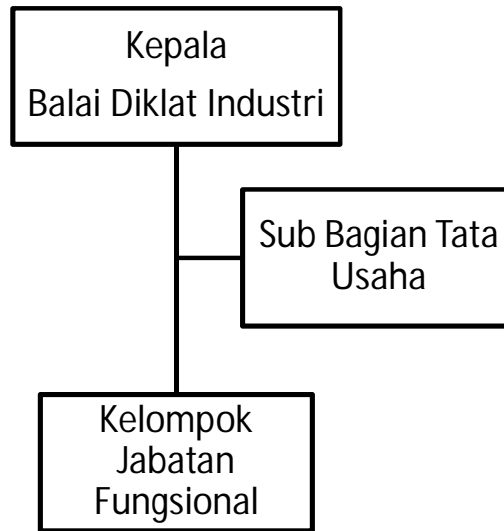 Kepala
Balai Diklat Industri
Sub Bagian Tata
Usaha
Kelompok
Jabatan
Fungsional